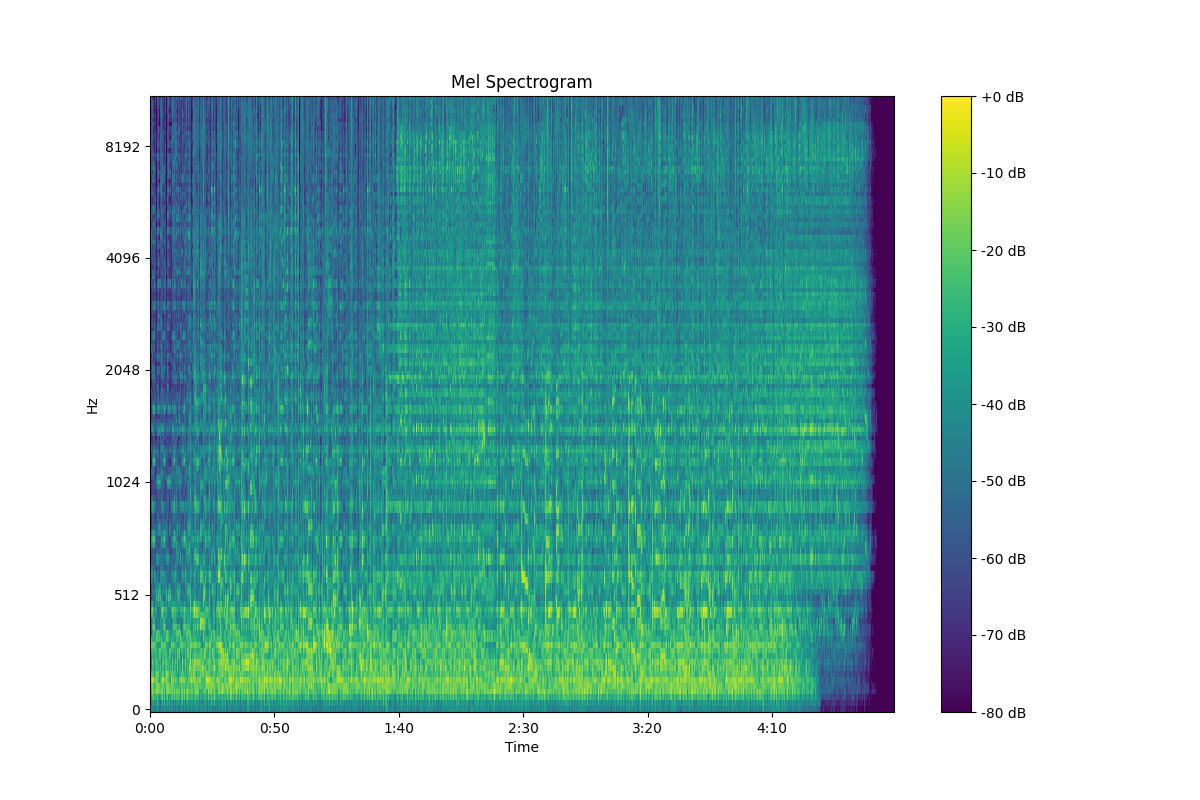 Mel Spectrogram
8192
4096
2048
1024
512
0
Hz
0:00 0:50 1:40 2:30 3:20 4:10
Time
+0 dB
-10 dB
-20 dB
-30 dB
-40 dB
-50 dB
-60 dB
-70 dB
-80 dB